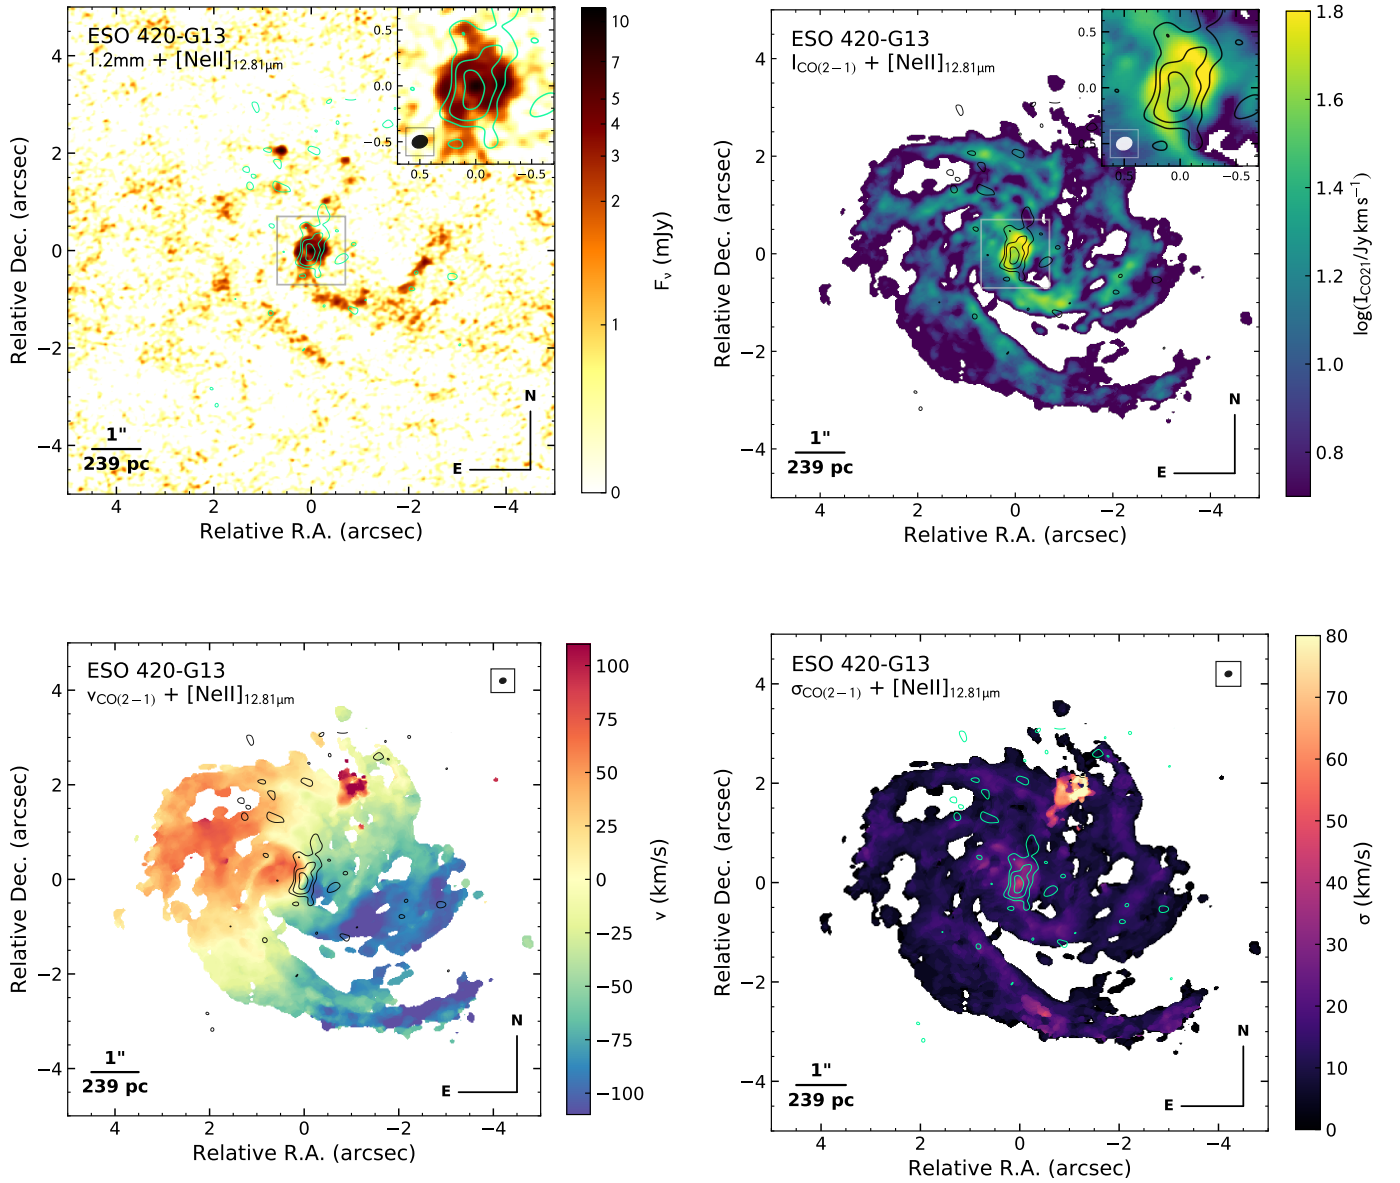 ESO 420-G13
1.2mm + [NeII]12.81μm
Relative Dec. (arcsec)
4
2
0
−2
−4
4
2
0
−2
−4
Relative R.A. (arcsec)
0.5
0.0
−0.5
0.5
0.0
−0.5
1"
239 pc
N
E
10
7
5
4
3
2
1
0
Fν (mJy)
ESO 420-G13
ICO(2−1) + [NeII]12.81μm
Relative Dec. (arcsec)
4
2
0
−2
−4
4
2
0
−2
−4
Relative R.A. (arcsec)
0.5
0.0
−0.5
0.5
0.0
−0.5
1"
239 pc
N
E
1.8
1.6
1.4
1.2
1.0
0.8
log(ICO21/Jy km s−1)
ESO 420-G13
vCO(2−1) + [NeII]12.81μm
Relative Dec. (arcsec)
4
2
0
−2
−4
4
2
0
−2
−4
Relative R.A. (arcsec)
1"
239 pc
N
E
100
75
50
25
0
−25
−50
−75
−100
v (km/s)
ESO 420-G13
σCO(2−1) + [NeII]12.81μm
Relative Dec. (arcsec)
4
2
0
−2
−4
4
2
0
−2
−4
Relative R.A. (arcsec)
1"
239 pc
N
E
80
70
60
50
40
30
20
10
0
σ (km/s)